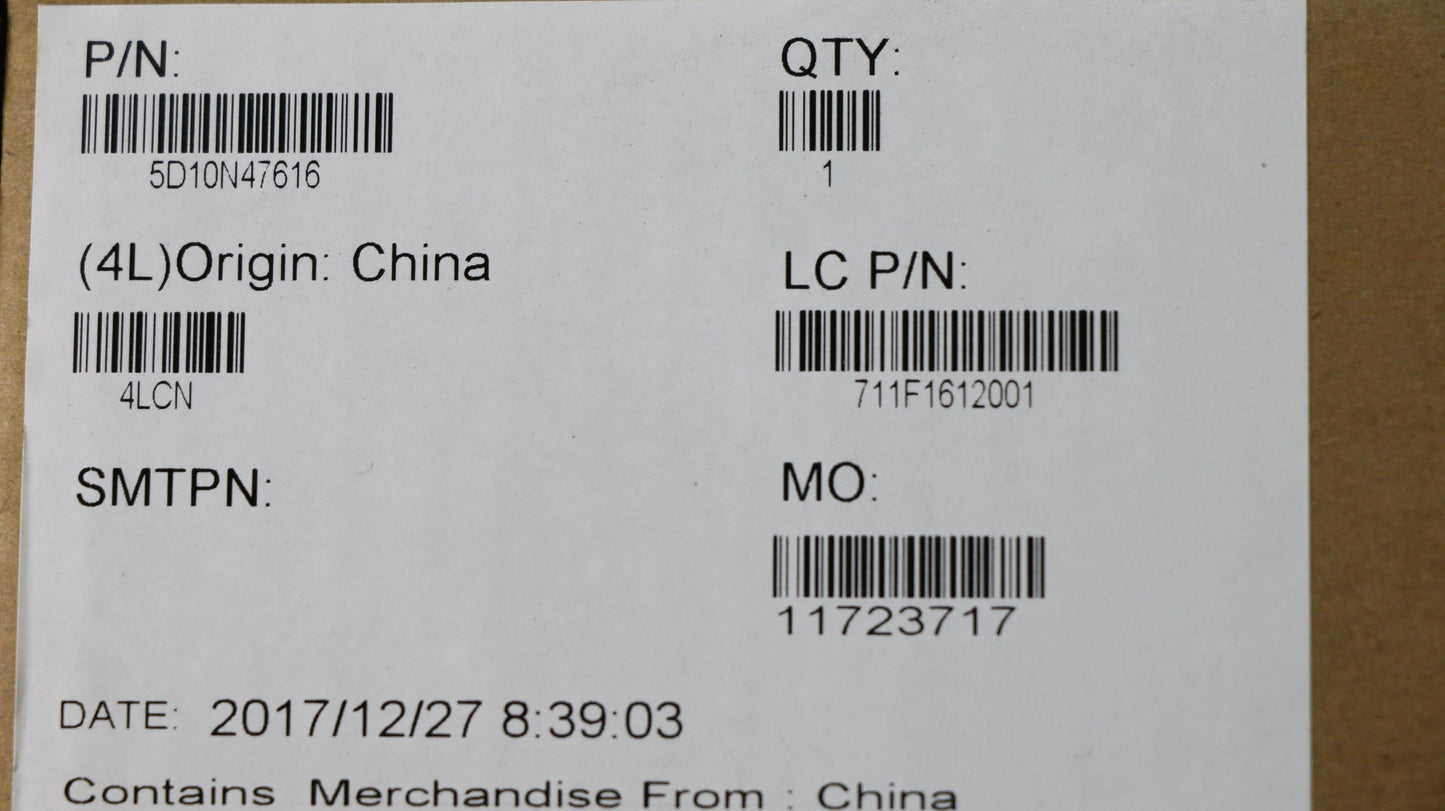 P/N:
5D10N47616
QTY:
1
(4L)Origin: China
4LCN
LC P/N:
711F1612001
SMTPN:
MO:
11723717
DATE: 2017/12/27 8:39:03
Contains Merchandise From : China